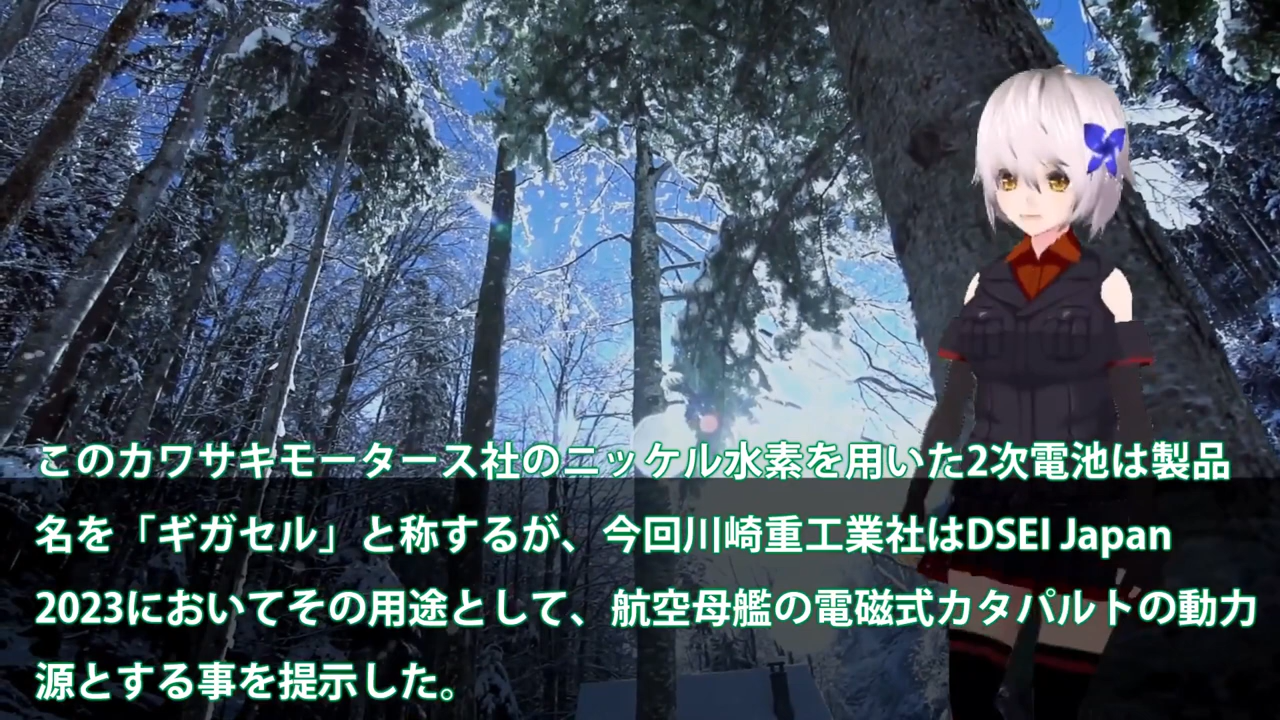 このカワサキモータース社のニッケル水素を用いた2次電池は製品
名を「ギガセル」と称するが、今回川崎重工業社はDSEI Japan
2023においてその用途として、航空母艦の電磁式カタパルトの動力
源とする事を提示した。